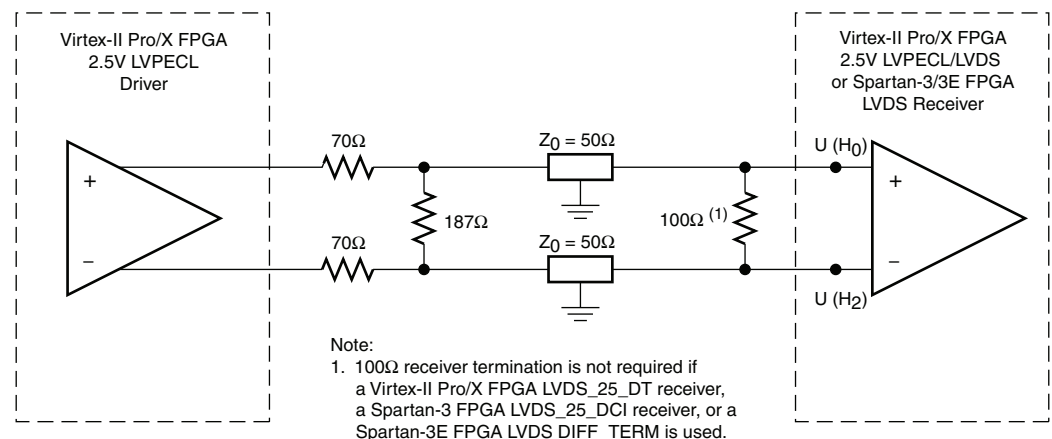 Virtex-II Pro/X FPGA
2.5V LVPECL
Driver
Virtex-II Pro/X FPGA
2.5V LVPECL/LVDS
or Spartan-3/3E FPGA
LVDS Receiver
70Ω
Z0 = 50Ω
U (H0)
+
+
187Ω
100Ω (1)
70Ω
Z0 = 50Ω
–
–
U (H2)
Note:
1. 100Ω receiver termination is not required if
a Virtex-II Pro/X FPGA LVDS_25_DT receiver,
a Spartan-3 FPGA LVDS_25_DCI receiver, or a
Spartan-3E FPGA LVDS DIFF_TERM is used.